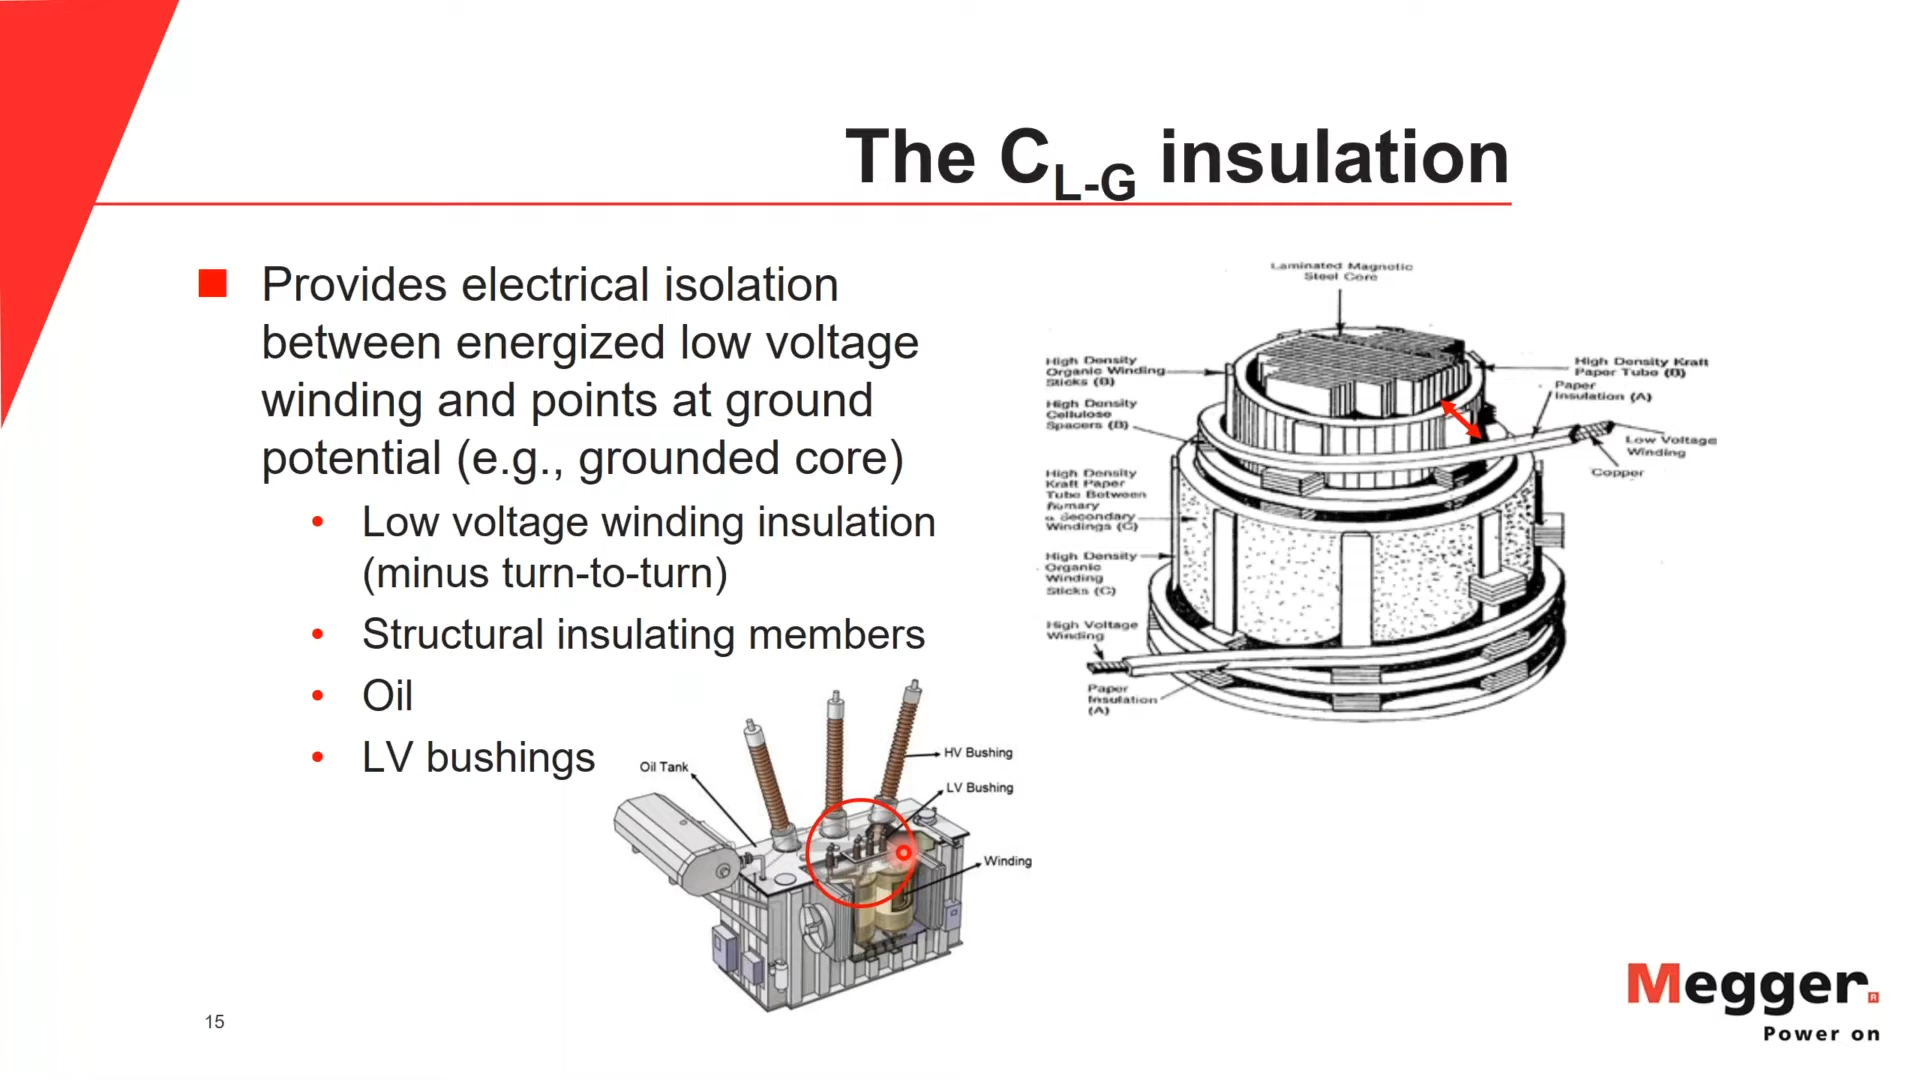 The CL-G insulation
Provides electrical isolation
between energized low voltage
winding and points at ground
potential (e.g., grounded core)
• Low voltage winding insulation
(minus turn-to-turn)
• Structural insulating members
• Oil
• LV bushings
Laminated Magnetic
Steel Core
High Density
Organic Winding
Sticks (B)
High Density
Cellulose
Spacers (B)
High Density
Kraft Paper
Tube Between
Primary
& Secondary
Windings (C)
High Density
Organic
Winding
Sticks (C)
High Voltage
Winding
Paper
Insulation
(A)
High Density Kraft
Paper Tube (B)
Paper
Insulation (A)
Low Voltage
Winding
Copper
Oil Tank
HV Bushing
LV Bushing
Winding
15
Megger®
Power on